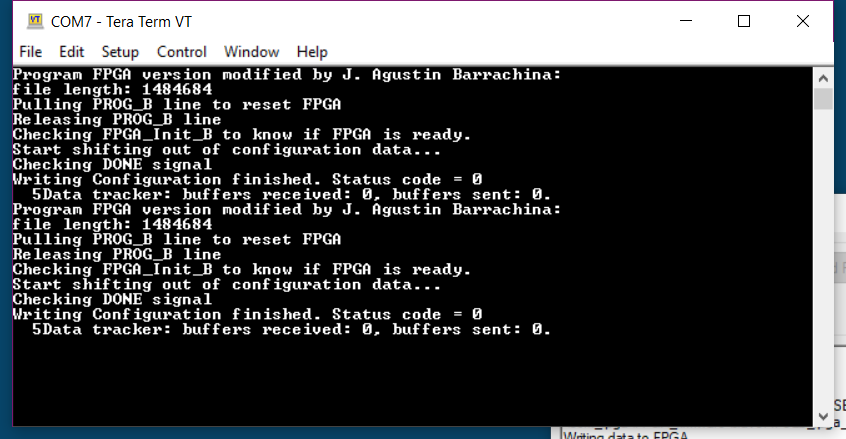 COM7 - Tera Term VT
File Edit Setup Control Window Help
Program FPGA version modified by J. Agustin Barrachina:
file length: 1484684
Pulling PROG_B line to reset FPGA
Releasing PROG_B line
Checking FPGA_Init_B to know if FPGA is ready.
Start shifting out of configuration data...
Checking DONE signal
Writing Configuration finished. Status code = 0
5Data tracker: buffers received: 0, buffers sent: 0.
Program FPGA version modified by J. Agustin Barrachina:
file length: 1484684
Pulling PROG_B line to reset FPGA
Releasing PROG_B line
Checking FPGA_Init_B to know if FPGA is ready.
Start shifting out of configuration data...
Checking DONE signal
Writing Configuration finished. Status code = 0
5Data tracker: buffers received: 0, buffers sent: 0.
Writing data to FPGA